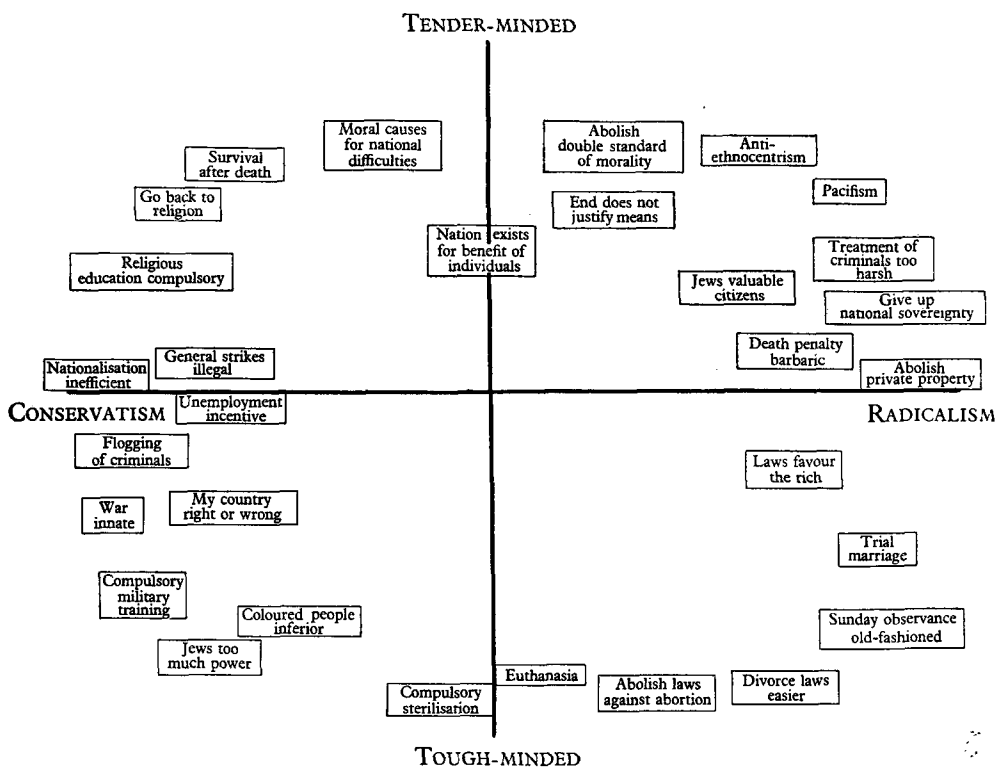 TENDER-MINDED
Moral causes
for national
difficulties
Abolish
double standard
of morality
Anti-
ethnocentrism
Survival
after death
Go back to
religion
Pacifism
End does not
justify means
Nation exists
for benefit of
individuals
Religious
education compulsory
Treatment of
criminals too
harsh
Jews valuable
citizens
Give up
national sovereignty
Death penalty
barbaric
General strikes
illegal
Nationalisation
inefficient
Abolish
private property
CONSERVATISM
Unemployment
incentive
RADICALISM
Flogging
of criminals
Laws favour
the rich
War
innate
My country
right or wrong
Trial
marriage
Compulsory
military
training
Coloured people
inferior
Sunday observance
old-fashioned
Jews too
much power
Euthanasia
Compulsory
sterilisation
Abolish laws
against abortion
Divorce laws
easier
TOUGH-MINDED